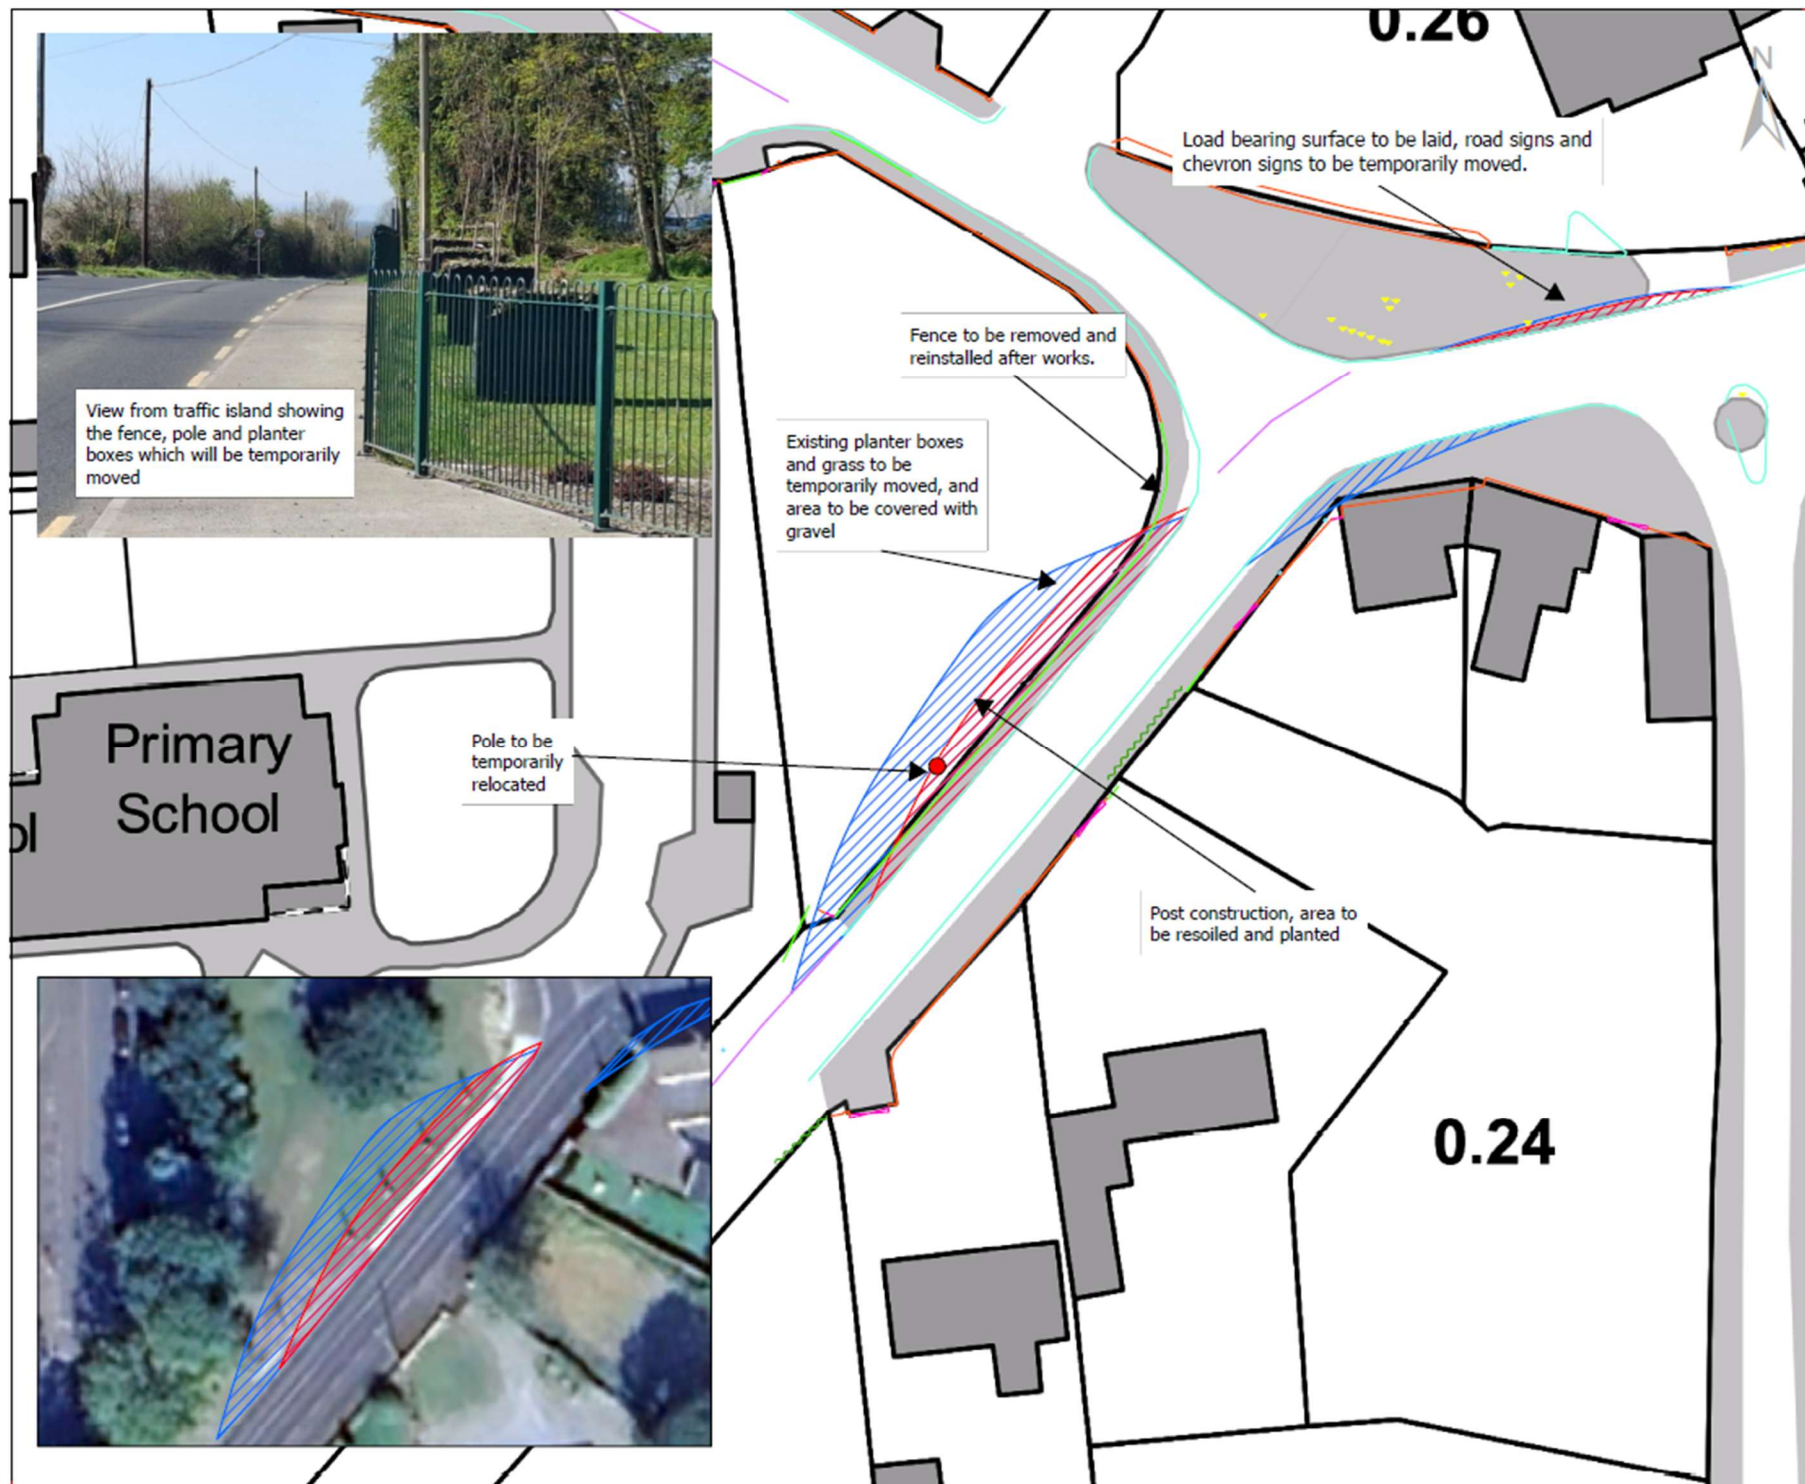 0.26
N
Load bearing surface to be laid, road signs and
chevron signs to be temporarily moved.
Fence to be removed and
reinstalled after works.
View from traffic island showing
the fence, pole and planter
boxes which will be temporarily
moved
Existing planter boxes
and grass to be
temporarily moved, and
area to be covered with
gravel
Primary
School
ol
Pole to be
temporarily
relocated
Post construction, area to
be resoiled and planted
0.24